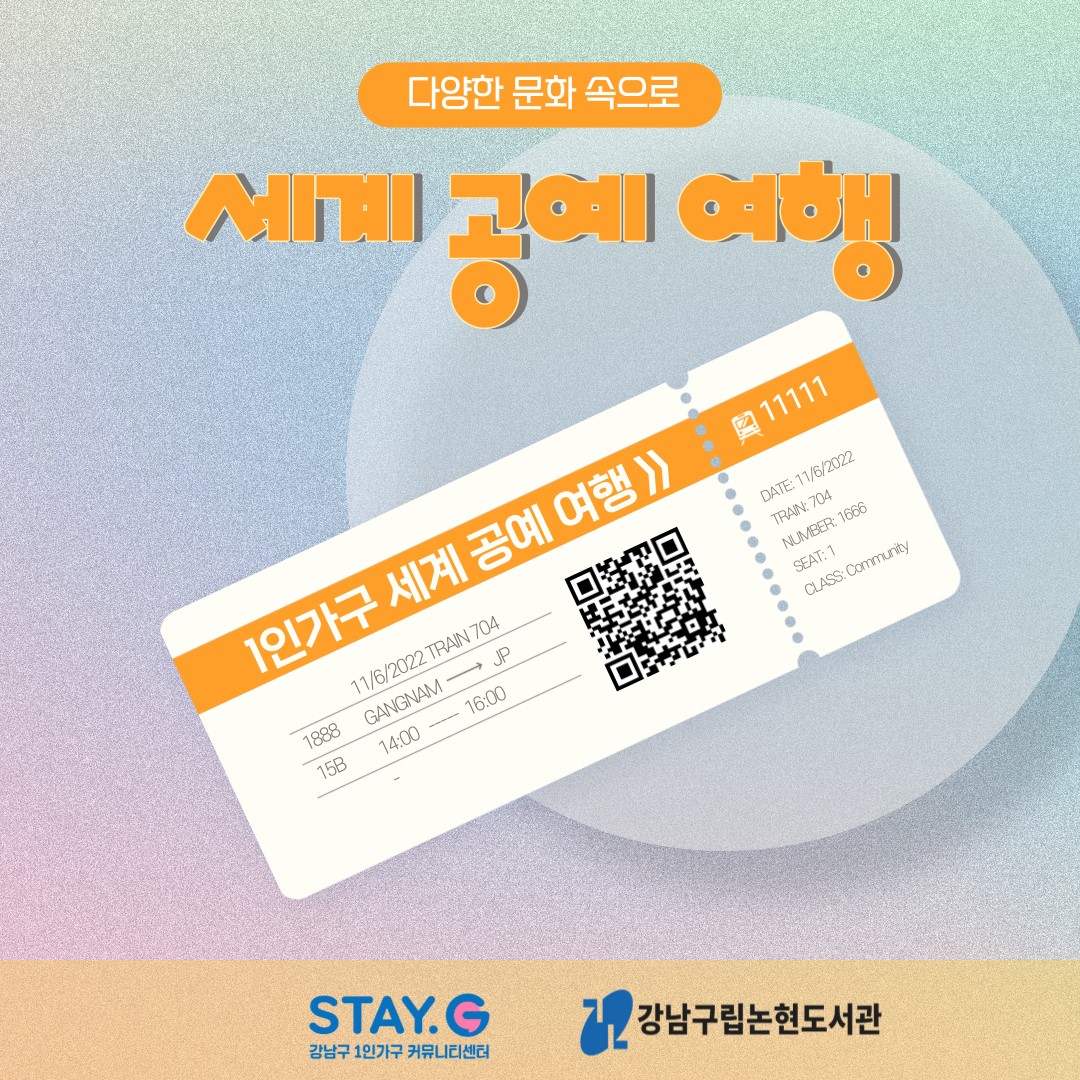 다양한 문화 속으로
세계 공예 여행
1인가구 세계 공예 여행 》
11/6/2022 TRAIN 704
1888 GANGNAM → JP
15B 14:00 ---- 16:00
-
11111
DATE: 11/6/2022
TRAIN: 704
NUMBER: 1666
SEAT: 1
CLASS: Community
STAY.G
강남구 1인가구 커뮤니티센터
강남구립논현도서관